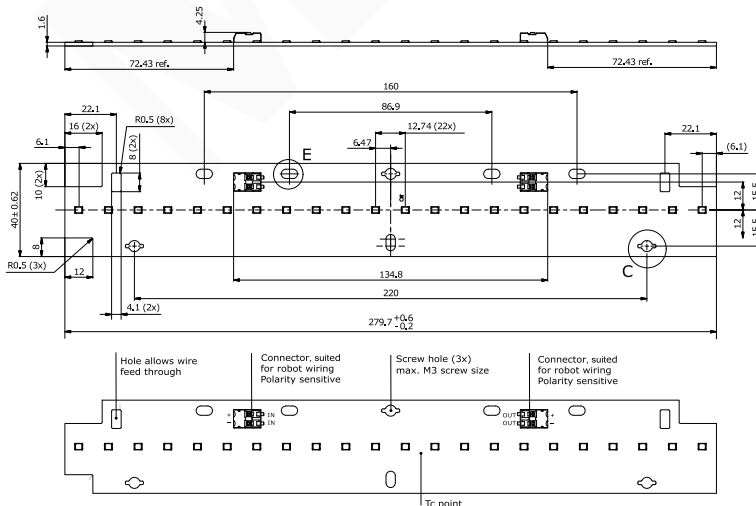 1.6
4.25
72.43 ref.
72.43 ref.
160
22.1
86.9
16 (2x)
R0.5 (8x)
8 (2x)
12.74 (22x)
22.1
6.1
6.47
(6.1)
E
10 (2x)
40±0.62
12
15.5
8
12
15.5
R0.5 (3x)
12
C
134.8
4.1 (2x)
220
279.7 +0.6 -0.2
Hole allows wire
feed through
Connector, suited
for robot wiring
Polarity sensitive
Screw hole (3x)
max. M3 screw size
Connector, suited
for robot wiring
Polarity sensitive
+ IN
- IN
OUT +
OUT -
Tc point